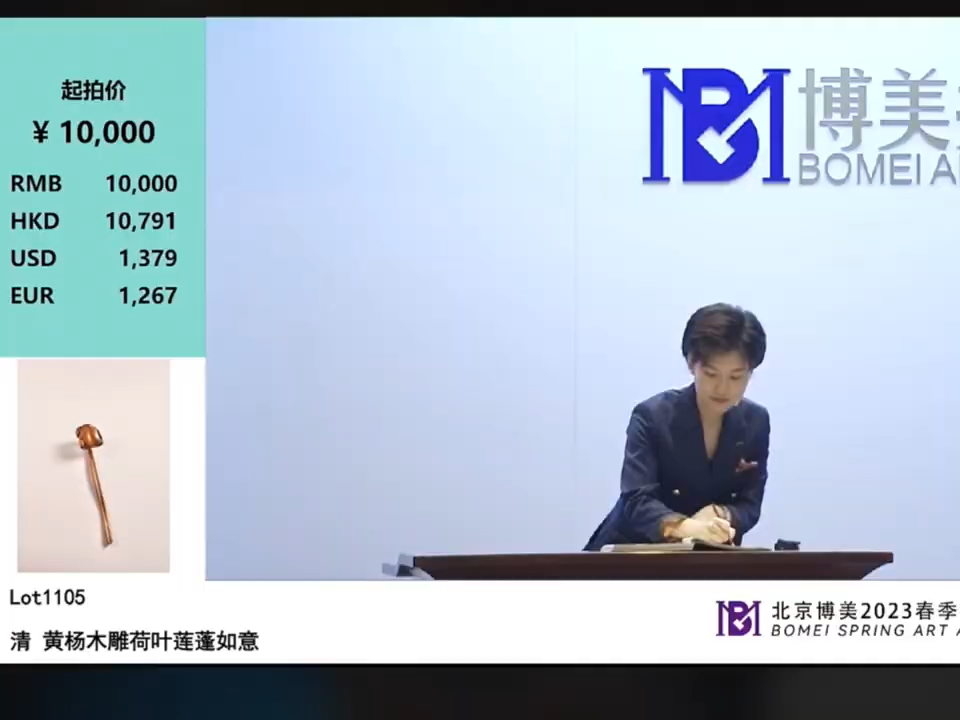 起拍价
¥ 10,000
RMB 10,000
HKD 10,791
USD 1,379
EUR 1,267
博美
BOMEI A
Lot1105
清 黄杨木雕荷叶莲蓬如意
北京博美2023春季
BOMEI SPRING ART A